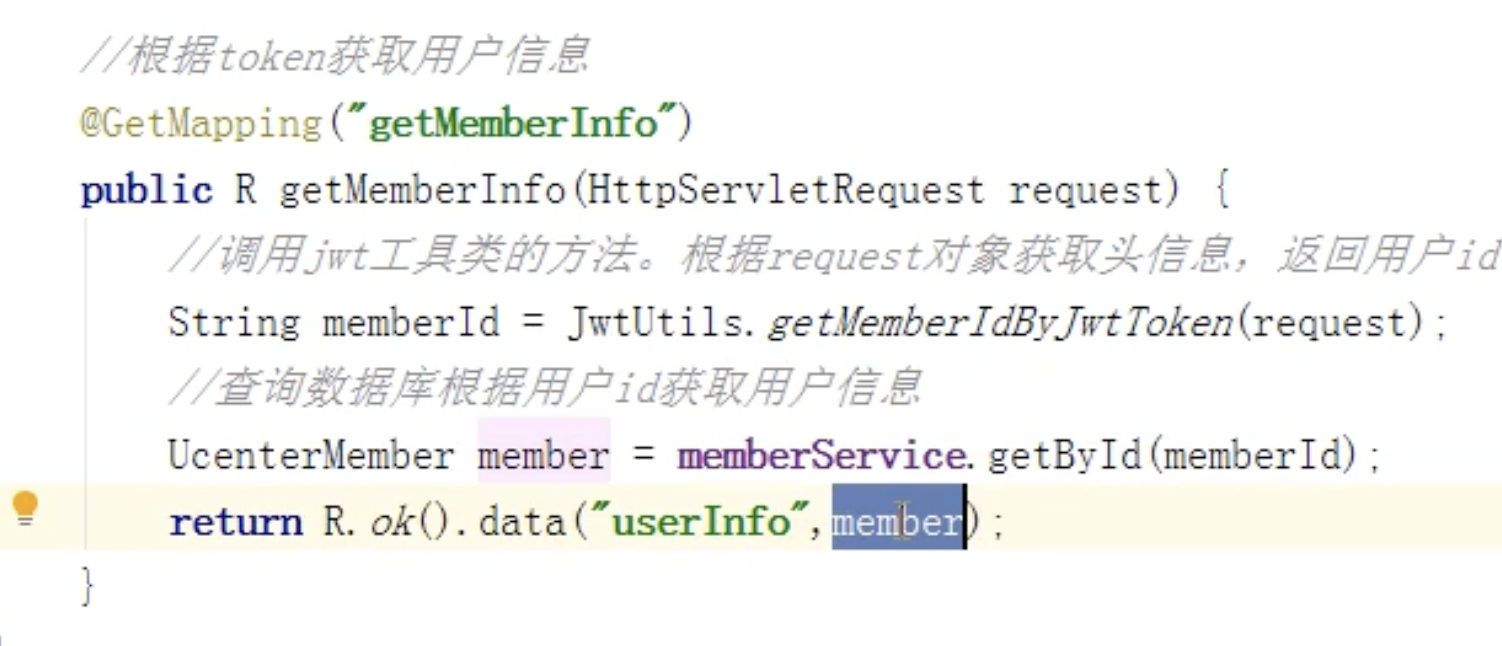 //根据token获取用户信息
@GetMapping("getMemberInfo")
public R getMemberInfo(HttpServletRequest request) {
//调用jwt工具类的方法。根据request对象获取头信息，返回用户id
String memberId = JwtUtils.getMemberIdByJwtToken(request);
//查询数据库根据用户id获取用户信息
UcenterMember member = memberService.getById(memberId);
return R.ok().data("userInfo",member);
}